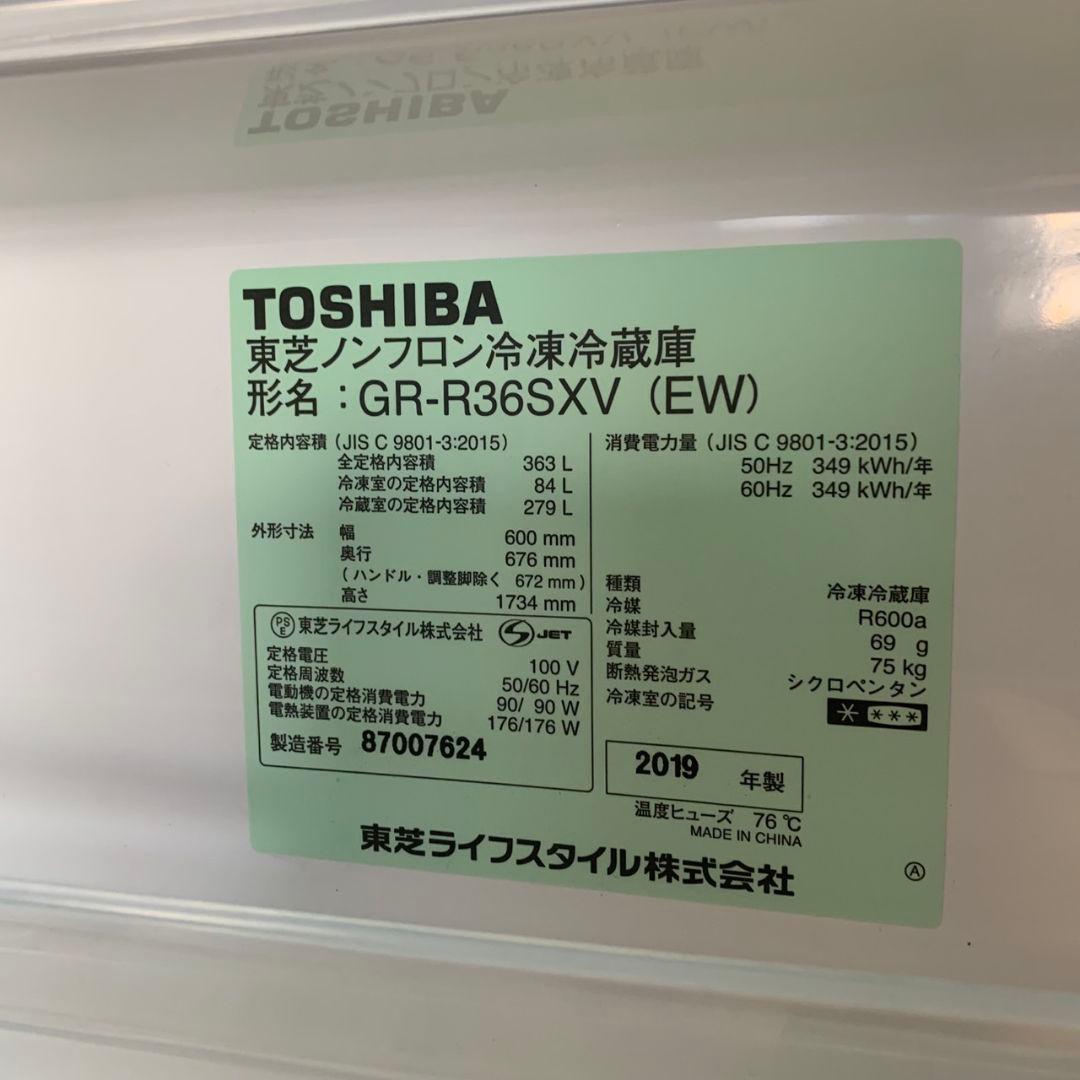 TOSHIBA
東芝ノンフロン冷凍冷蔵庫
形名：GR-R36SXV（EW）
定格内容積（JIS C 9801-3:2015）
全定格内容積 363 L
冷凍室の定格内容積 84 L
冷蔵室の定格内容積 279 L
外形寸法 幅 600 mm
奥行 676 mm
（ハンドル・調整脚除く 672 mm）
高さ 1734 mm
消費電力量（JIS C 9801-3:2015）
50Hz 349 kWh/年
60Hz 349 kWh/年
種類 冷凍冷蔵庫
冷媒 R600a
冷媒封入量 69 g
質量 75 kg
断熱発泡ガス シクロペンタン
冷凍室の記号 * ***
PSE 東芝ライフスタイル株式会社 S JET
定格電圧 100 V
定格周波数 50/60 Hz
電動機の定格消費電力 90/ 90 W
電熱装置の定格消費電力 176/176 W
製造番号 87007624
2019 年製
温度ヒューズ 76 ℃
MADE IN CHINA
東芝ライフスタイル株式会社
Ⓐ